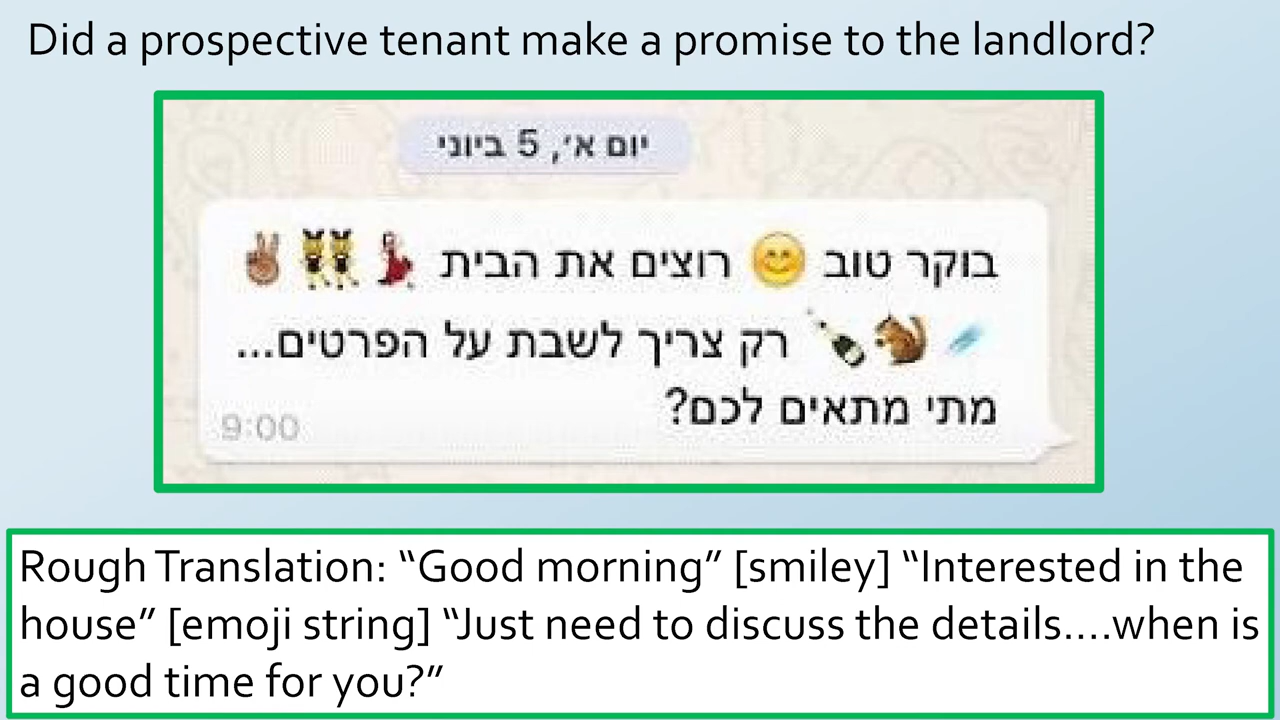 Did a prospective tenant make a promise to the landlord?
יום א׳, 5 ביוני
בוקר טוב 😊 רוצים את הבית 💃👯✌️
☄️🐿️🍾 רק צריך לשבת על הפרטים...
מתי מתאים לכם?
9:00
Rough Translation: “Good morning” [smiley] “Interested in the
house” [emoji string] “Just need to discuss the details....when is
a good time for you?”